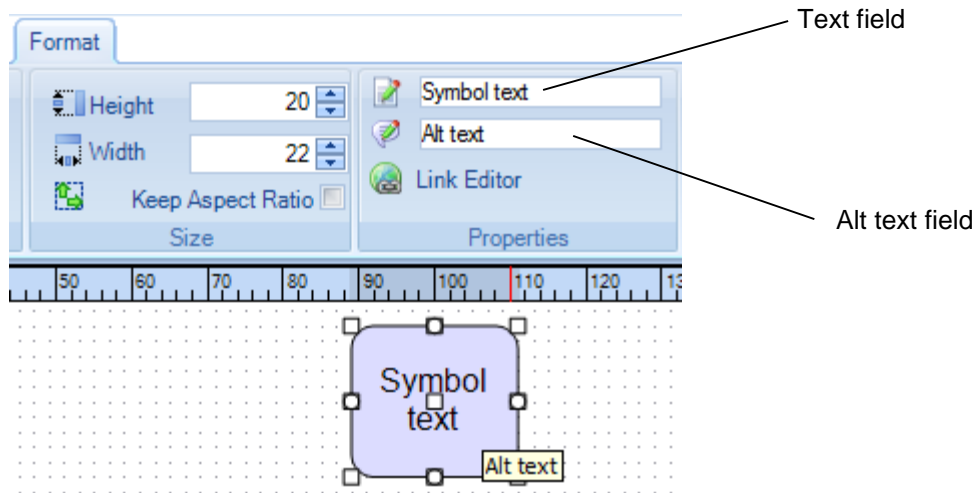 Text field
Format
Height 20
Symbol text
Width 22
Alt text
Link Editor
Keep Aspect Ratio
Alt text field
Size
Properties
50 60 70 80 90 100 110 120 13
Symbol
text
Alt text